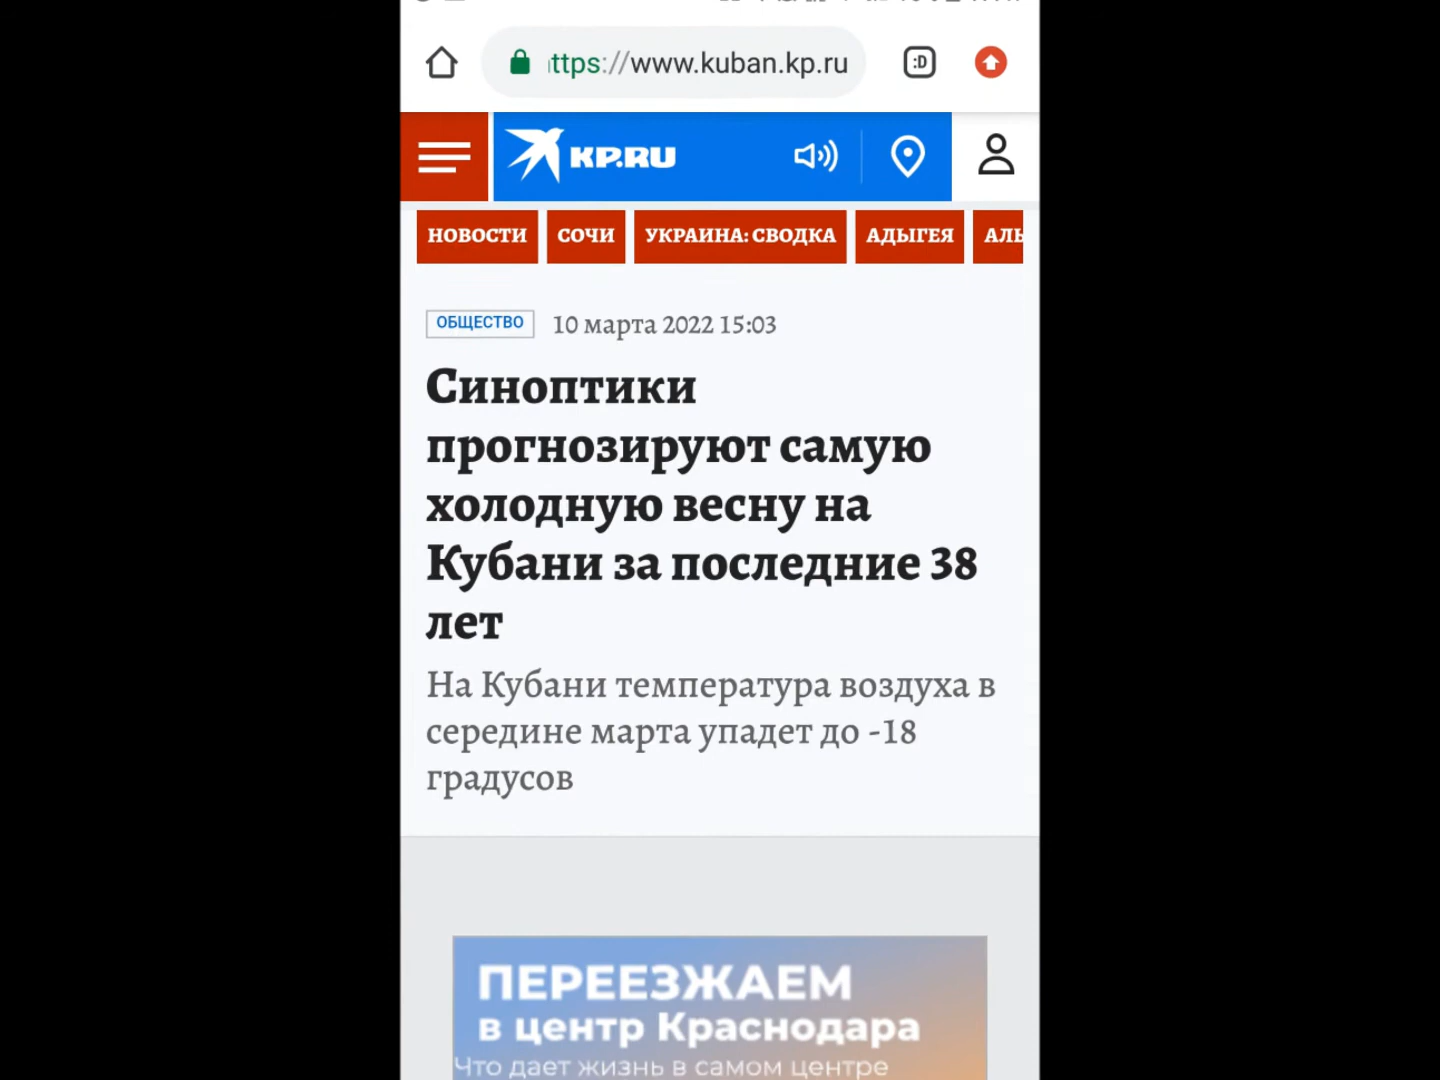 ttps://www.kuban.kp.ru
:D
KP.RU
НОВОСТИ
СОЧИ
УКРАИНА: СВОДКА
АДЫГЕЯ
АЛЬ
ОБЩЕСТВО
10 марта 2022 15:03
Синоптики
прогнозируют самую
холодную весну на
Кубани за последние 38
лет
На Кубани температура воздуха в
середине марта упадет до -18
градусов
ПЕРЕЕЗЖАЕМ
в центр Краснодара
Что дает жизнь в самом центре